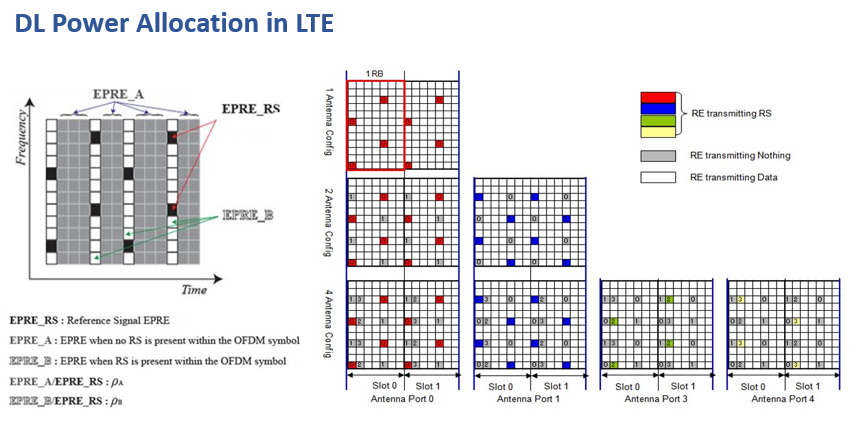 DL Power Allocation in LTE
EPRE_A
EPRE_RS
EPRE_B
Frequency
Time
EPRE_RS : Reference Signal EPRE
EPRE_A : EPRE when no RS is present within the OFDM symbol
EPRE_B : EPRE when RS is present within the OFDM symbol
EPRE_A/EPRE_RS : ρA
EPRE_B/EPRE_RS : ρB
1 RB
1 Antenna Config
2 Antenna Config
4 Antenna Config
RE transmitting RS
RE transmitting Nothing
RE transmitting Data
Slot 0 Slot 1
Antenna Port 0
Slot 0 Slot 1
Antenna Port 1
Slot 0 Slot 1
Antenna Port 3
Slot 0 Slot 1
Antenna Port 4